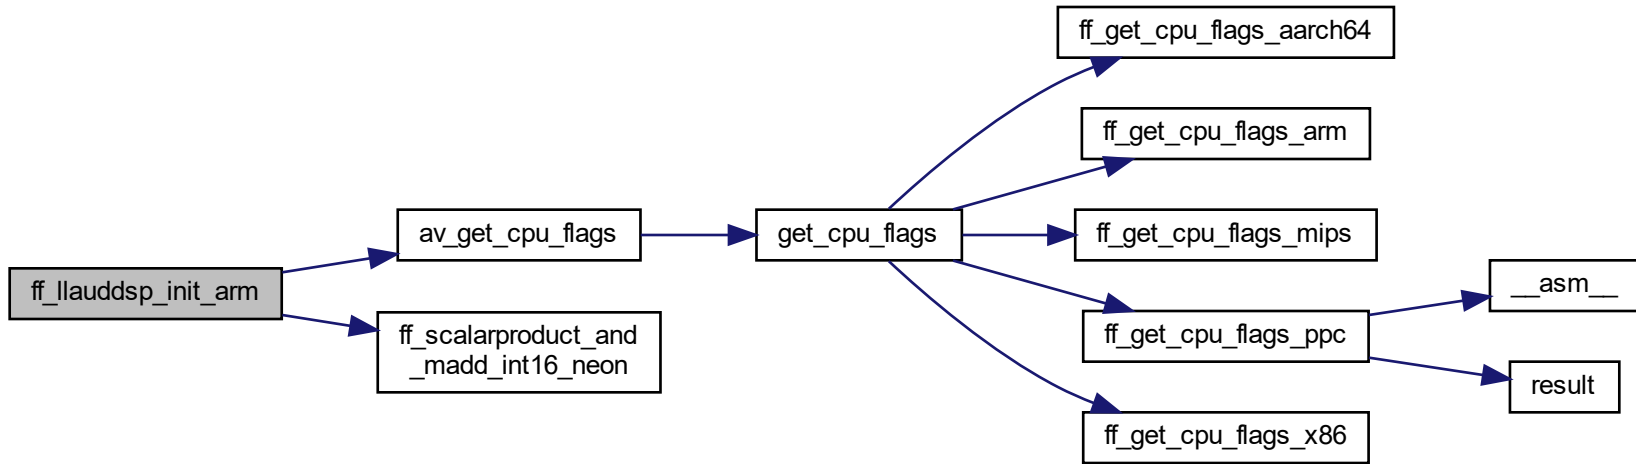 ff_llauddsp_init_arm
av_get_cpu_flags
ff_scalarproduct_and
_madd_int16_neon
get_cpu_flags
ff_get_cpu_flags_aarch64
ff_get_cpu_flags_arm
ff_get_cpu_flags_mips
ff_get_cpu_flags_ppc
ff_get_cpu_flags_x86
__asm__
result